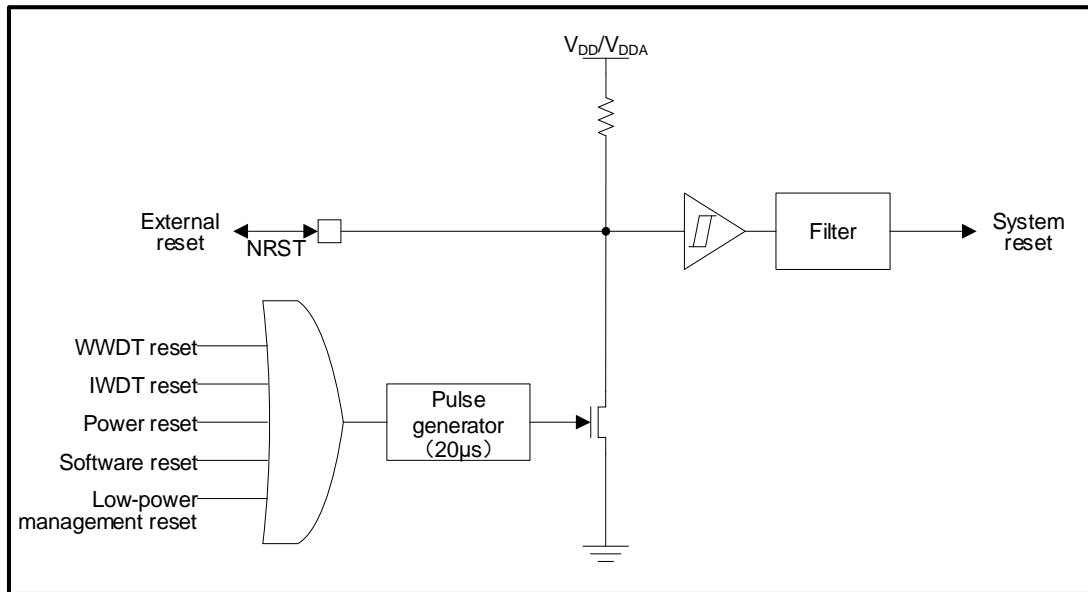 VDD/VDDA
External
reset
NRST
Filter
System
reset
WWDT reset
IWDT reset
Power reset
Software reset
Low-power
management reset
Pulse
generator
（20μs）